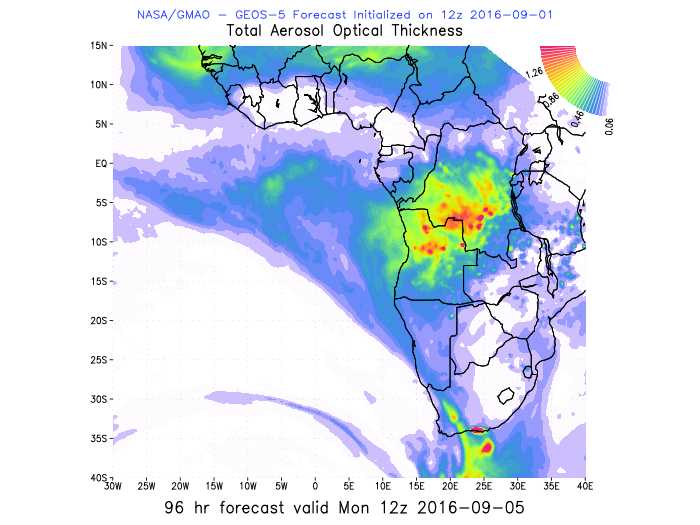 NASA/GMAO - GEOS-5 Forecast Initialized on 12z 2016-09-01
Total Aerosol Optical Thickness
15N
10N
5N
EQ
5S
10S
15S
20S
25S
30S
35S
40S
30W 25W 20W 15W 10W 5W 0 5E 10E 15E 20E 25E 30E 35E 40E
1.26
0.86
0.46
0.06
96 hr forecast valid Mon 12z 2016-09-05